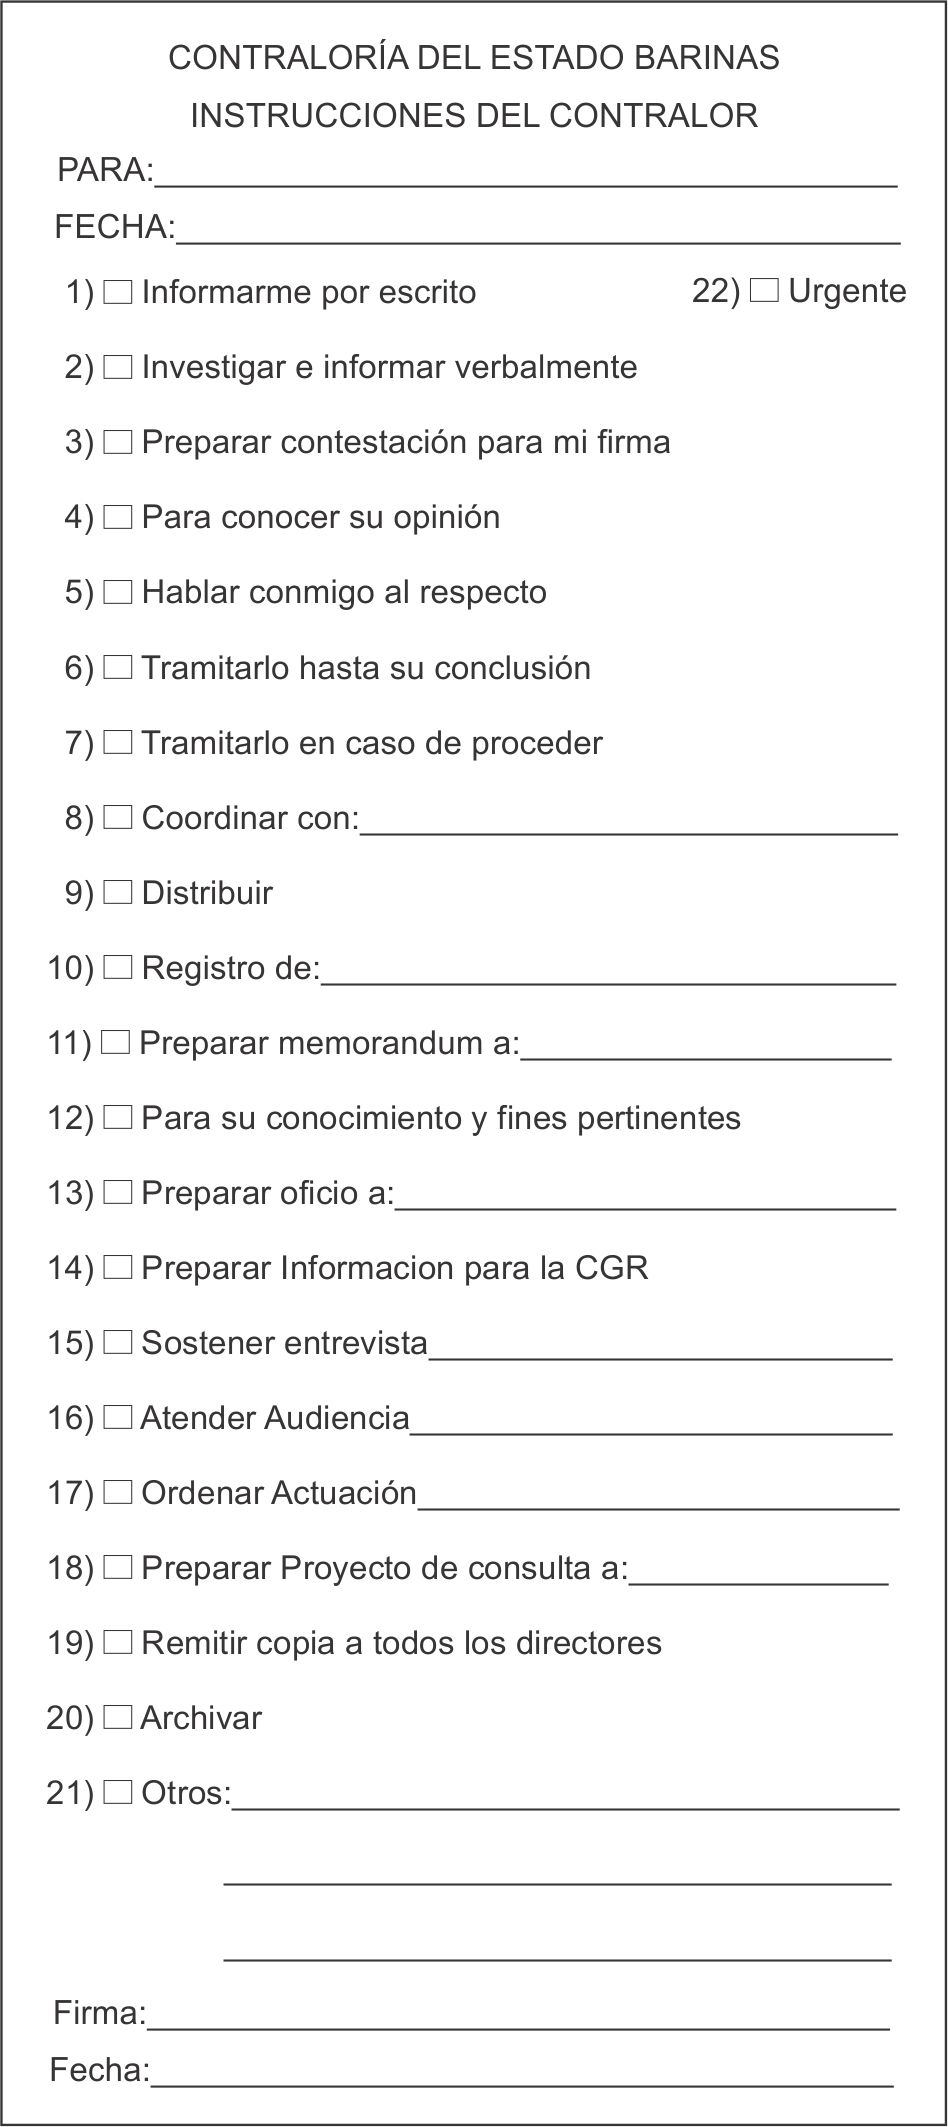 CONTRALORÍA DEL ESTADO BARINAS
INSTRUCCIONES DEL CONTRALOR
PARA:
FECHA:
1) Informarme por escrito 22) Urgente
2) Investigar e informar verbalmente
3) Preparar contestación para mi firma
4) Para conocer su opinión
5) Hablar conmigo al respecto
6) Tramitarlo hasta su conclusión
7) Tramitarlo en caso de proceder
8) Coordinar con:
9) Distribuir
10) Registro de:
11) Preparar memorandum a:
12) Para su conocimiento y fines pertinentes
13) Preparar oficio a:
14) Preparar Informacion para la CGR
15) Sostener entrevista
16) Atender Audiencia
17) Ordenar Actuación
18) Preparar Proyecto de consulta a:
19) Remitir copia a todos los directores
20) Archivar
21) Otros:
Firma:
Fecha: